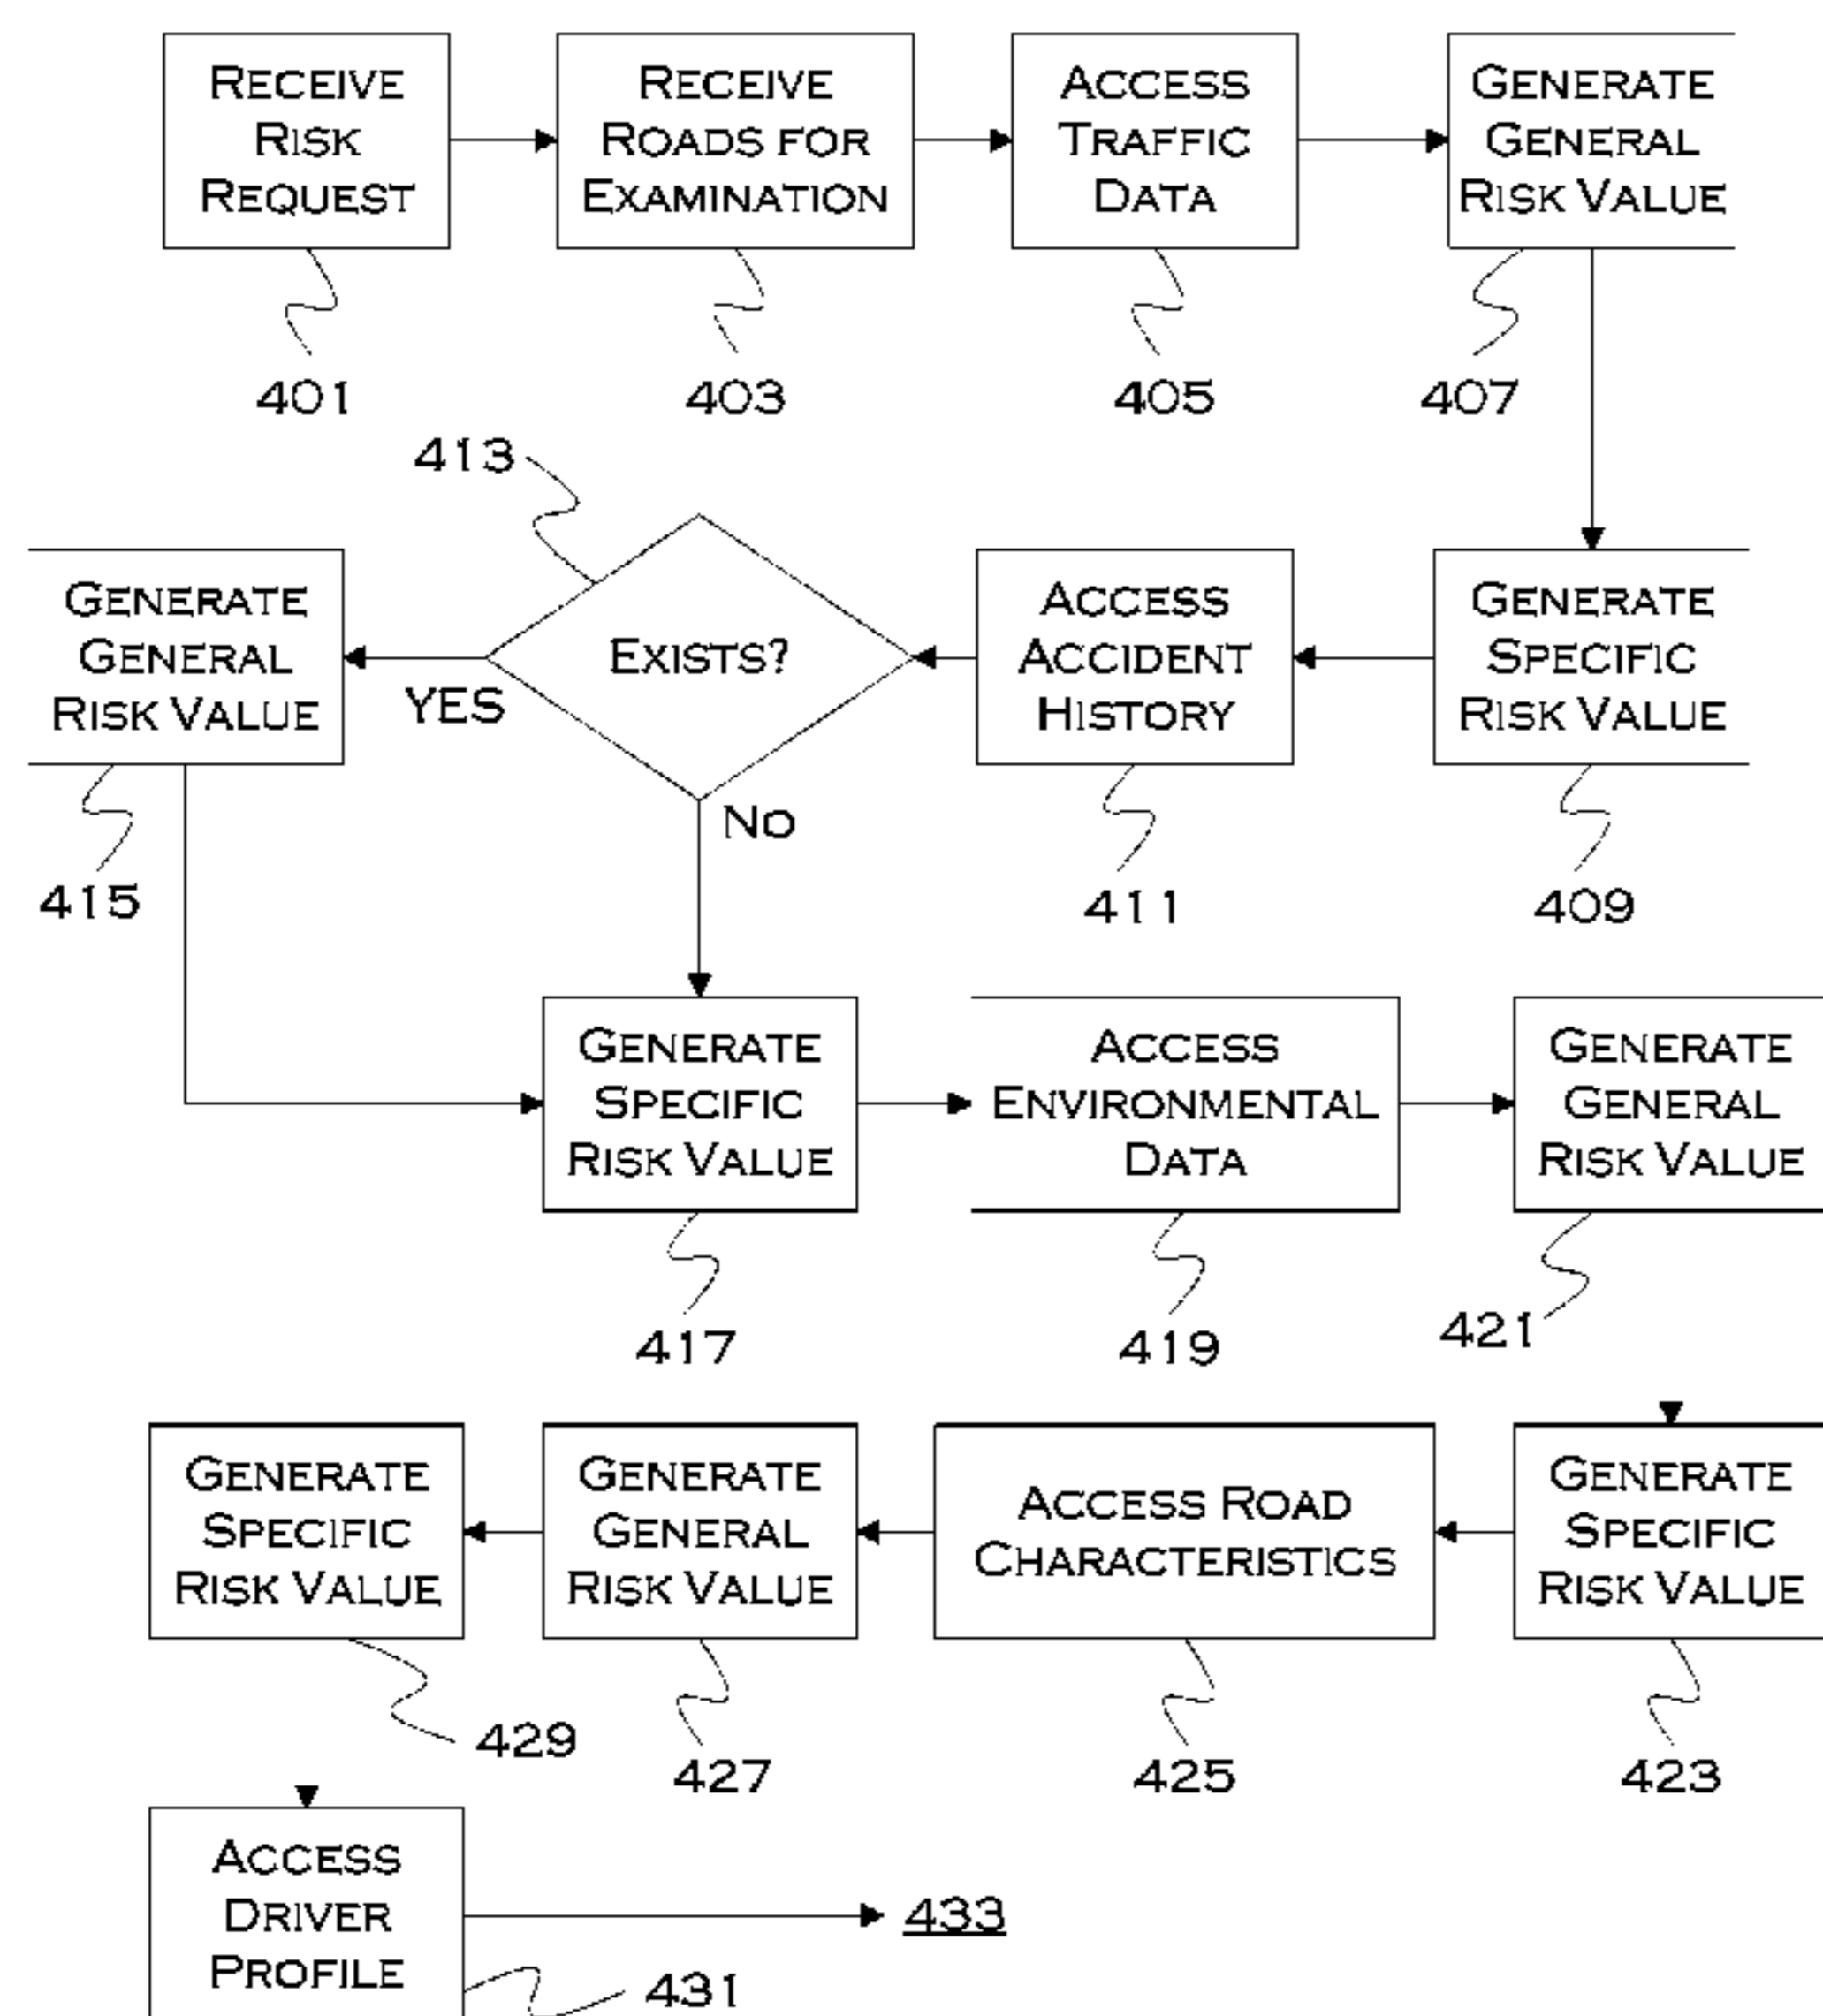 RECEIVE
RISK
REQUEST
401
RECEIVE
ROADS FOR
EXAMINATION
403
ACCESS
TRAFFIC
DATA
405
GENERATE
GENERAL
RISK VALUE
407
GENERATE
SPECIFIC
RISK VALUE
409
ACCESS
ACCIDENT
HISTORY
411
EXISTS?
413
YES
NO
GENERATE
GENERAL
RISK VALUE
415
GENERATE
SPECIFIC
RISK VALUE
417
ACCESS
ENVIRONMENTAL
DATA
419
GENERATE
GENERAL
RISK VALUE
421
GENERATE
SPECIFIC
RISK VALUE
423
ACCESS ROAD
CHARACTERISTICS
425
GENERATE
GENERAL
RISK VALUE
427
GENERATE
SPECIFIC
RISK VALUE
429
ACCESS
DRIVER
PROFILE
431
433